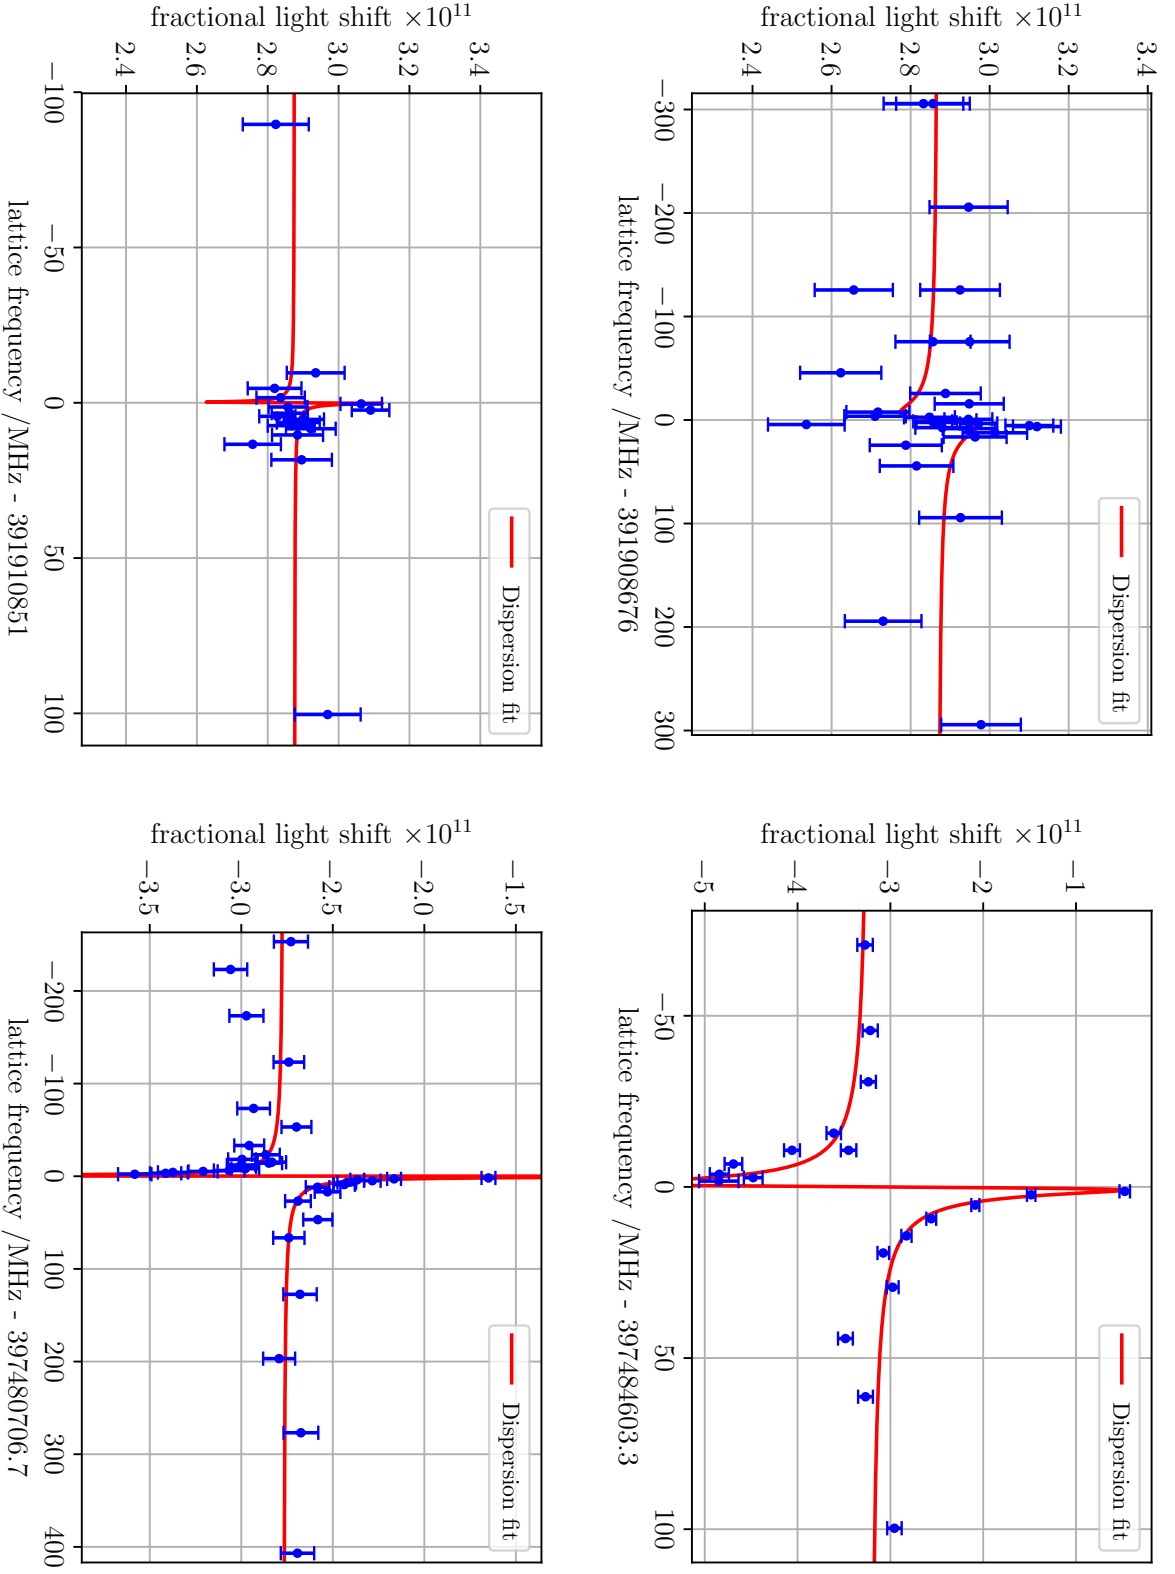 fractional light shift ×10¹¹
3.4
3.2
3.0
2.8
2.6
2.4
−300 −200 −100 0 100 200 300
lattice frequency /MHz - 391908676
Dispersion fit
fractional light shift ×10¹¹
−1
−2
−3
−4
−5
−50 0 50 100
lattice frequency /MHz - 397484603.3
Dispersion fit
fractional light shift ×10¹¹
3.4
3.2
3.0
2.8
2.6
2.4
−100 −50 0 50 100
lattice frequency /MHz - 391910851
Dispersion fit
fractional light shift ×10¹¹
−1.5
−2.0
−2.5
−3.0
−3.5
−200 −100 0 100 200 300 400
lattice frequency /MHz - 397480706.7
Dispersion fit